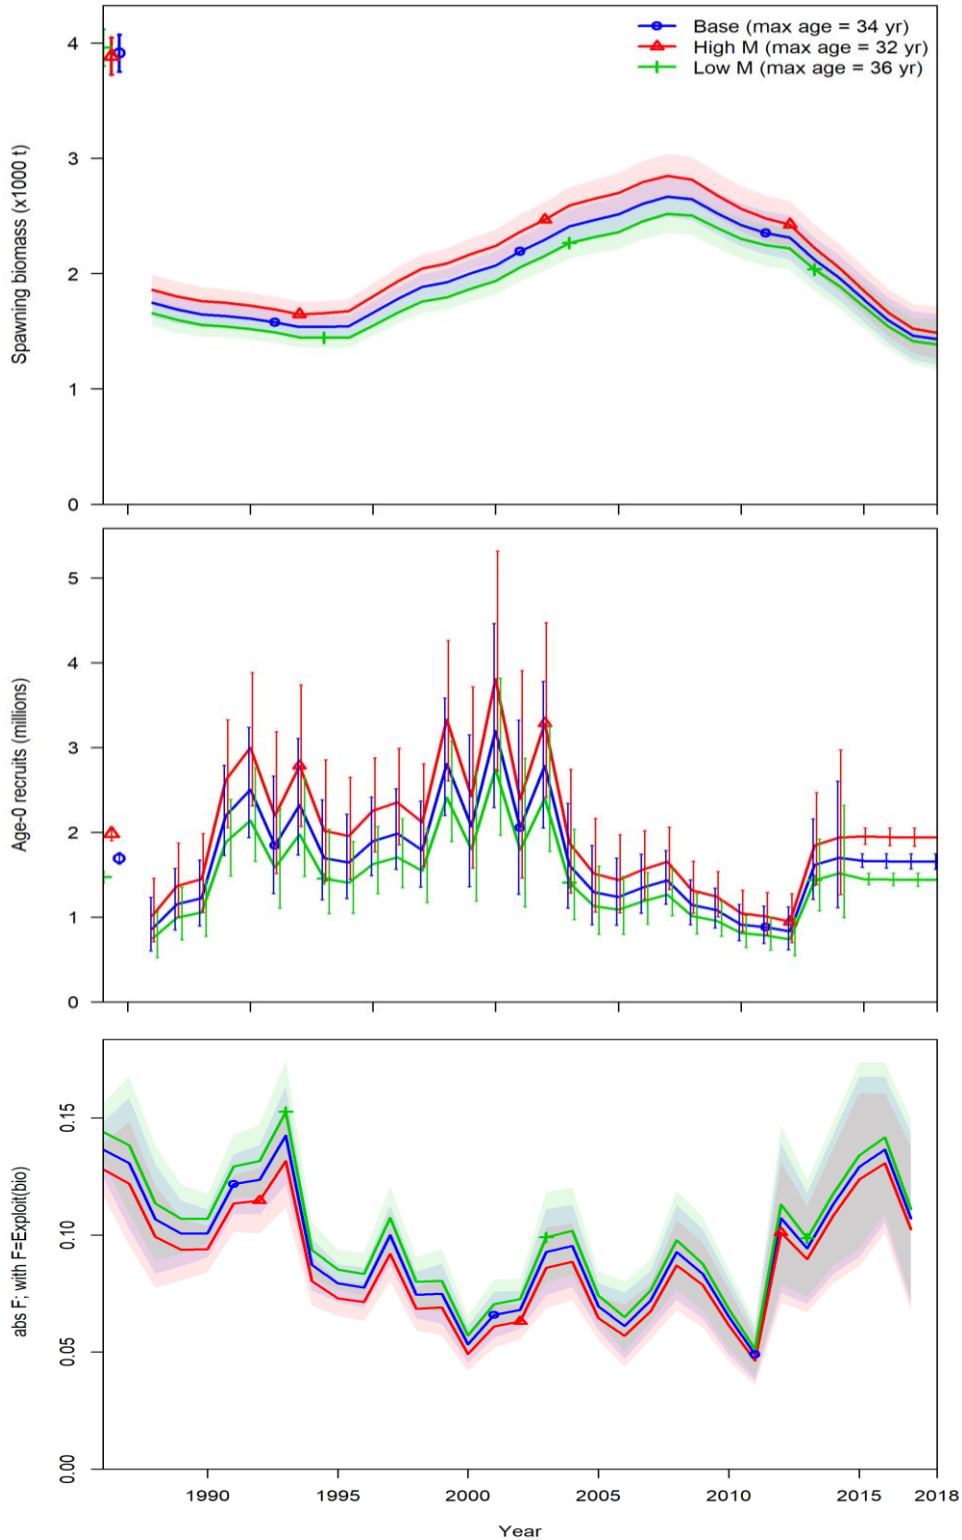 Base (max age = 34 yr)
High M (max age = 32 yr)
Low M (max age = 36 yr)
Spawning biomass (x1000 t)
4
3
2
1
0
Age-0 recruits (millions)
5
4
3
2
1
0
abs F; with F=Exploit(bio)
0.15
0.10
0.05
0.00
1990 1995 2000 2005 2010 2015 2018
Year